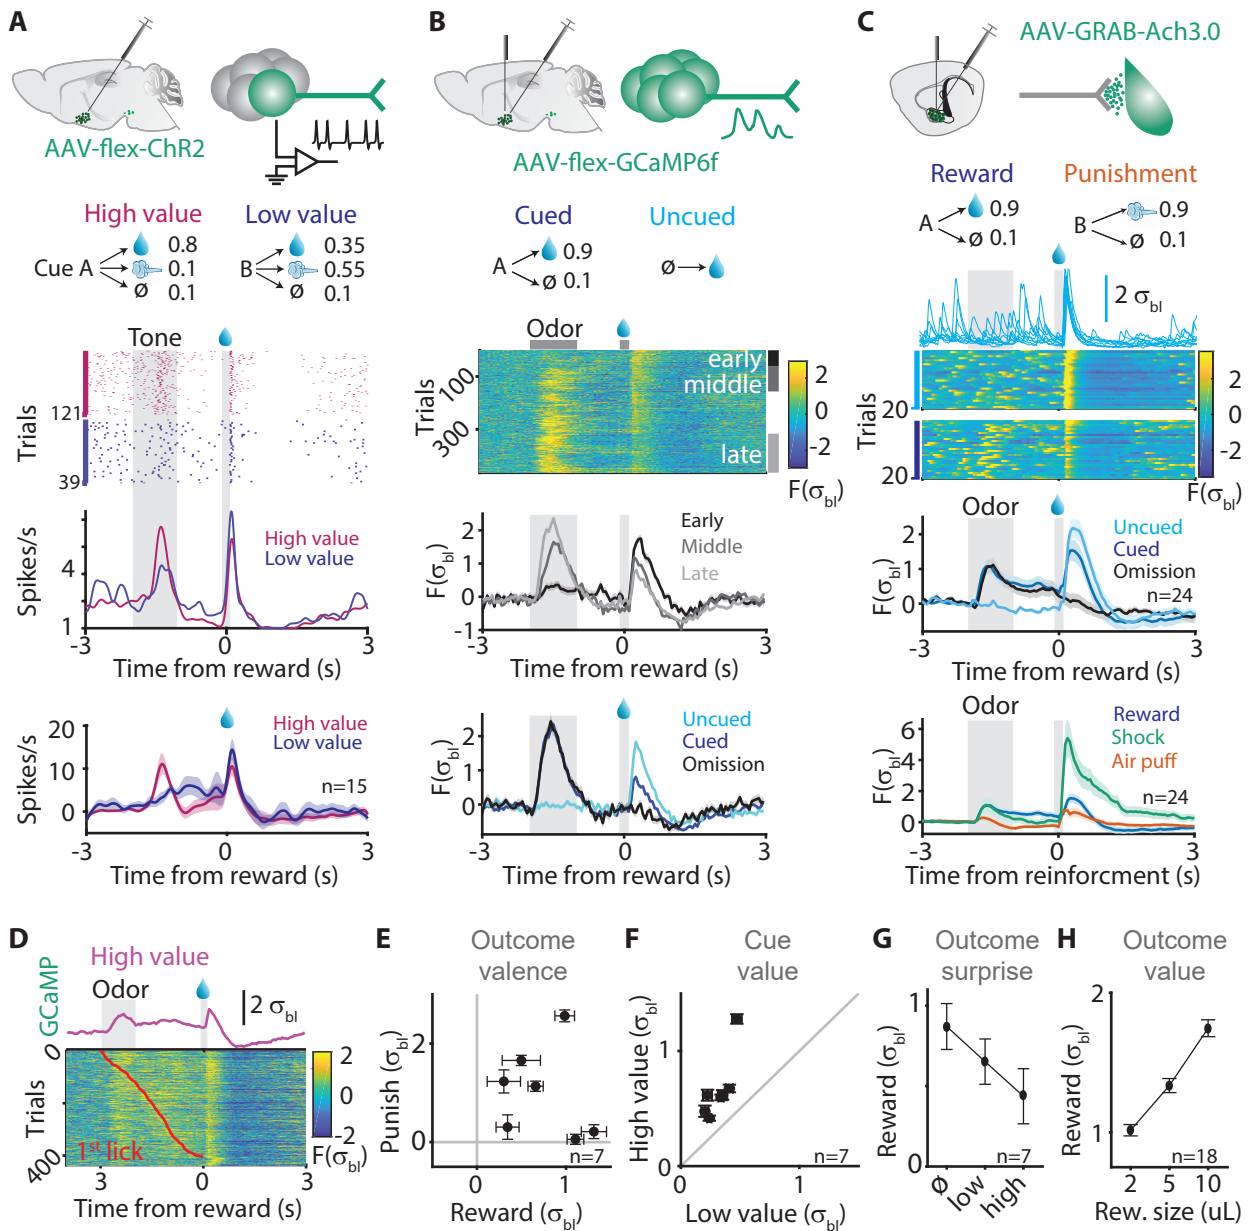 A
AAV-flex-ChR2
High value
Low value
Cue A
0.8
0.1
0.1
B
0.35
0.55
0.1
ø
ø
Tone
Trials
121
39
Spikes/s
4
1
High value
Low value
-3
0
3
Time from reward (s)
Spikes/s
20
10
0
High value
Low value
n=15
-3
0
3
Time from reward (s)
B
AAV-flex-GCaMP6f
Cued
Uncued
A
0.9
ø 0.1
ø
Odor
Trials
100
300
early
middle
late
2
0
-2
F(σbl)
F(σbl)
2
1
0
-1
Early
Middle
Late
-3
0
3
Time from reward (s)
F(σbl)
2
1
0
Uncued
Cued
Omission
-3
0
3
Time from reward (s)
C
AAV-GRAB-Ach3.0
Reward
Punishment
A
0.9
ø 0.1
B
0.9
ø 0.1
2 σbl
Trials
20
20
2
0
-2
F(σbl)
Odor
F(σbl)
2
1
0
Uncued
Cued
Omission
n=24
-3
0
3
Time from reward (s)
Odor
F(σbl)
6
4
2
0
Reward
Shock
Air puff
n=24
-3
0
3
Time from reinforcment (s)
D
High value
GCaMP
Odor
2 σbl
Trials
0
400
1st lick
2
0
-2
F(σbl)
3
0
3
Time from reward (s)
E
Outcome
valence
Punish (σbl)
2
0
n=7
0
1
Reward (σbl)
F
Cue
value
High value (σbl)
1
0
n=7
0
1
Low value (σbl)
G
Outcome
surprise
Reward (σbl)
1
0
n=7
ø
low
high
H
Outcome
value
Reward (σbl)
2
1
n=18
2
5
10
Rew. size (uL)